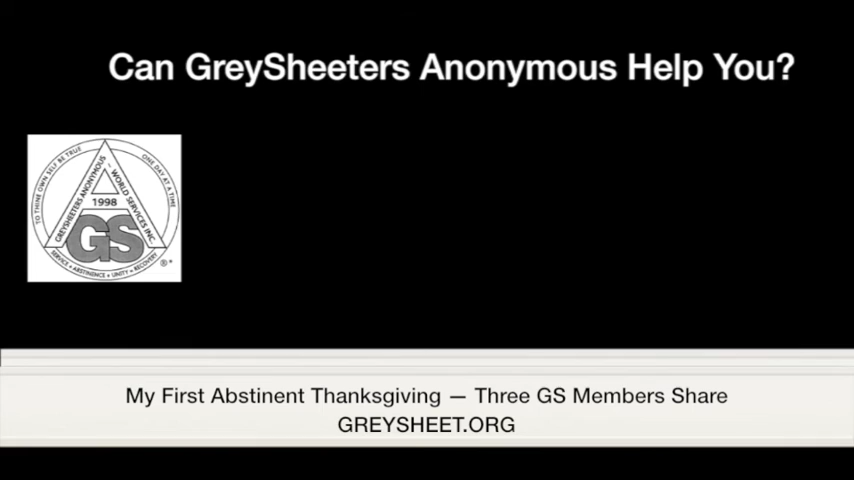 Can GreySheeters Anonymous Help You?
TO THINE OWN SELF BE TRUE
ONE DAY AT A TIME
GREYSHEETERS ANONYMOUS
WORLD SERVICES INC.
1998
GS
SERVICE • ABSTINENCE • UNITY • RECOVERY
®
My First Abstinent Thanksgiving — Three GS Members Share
GREYSHEET.ORG